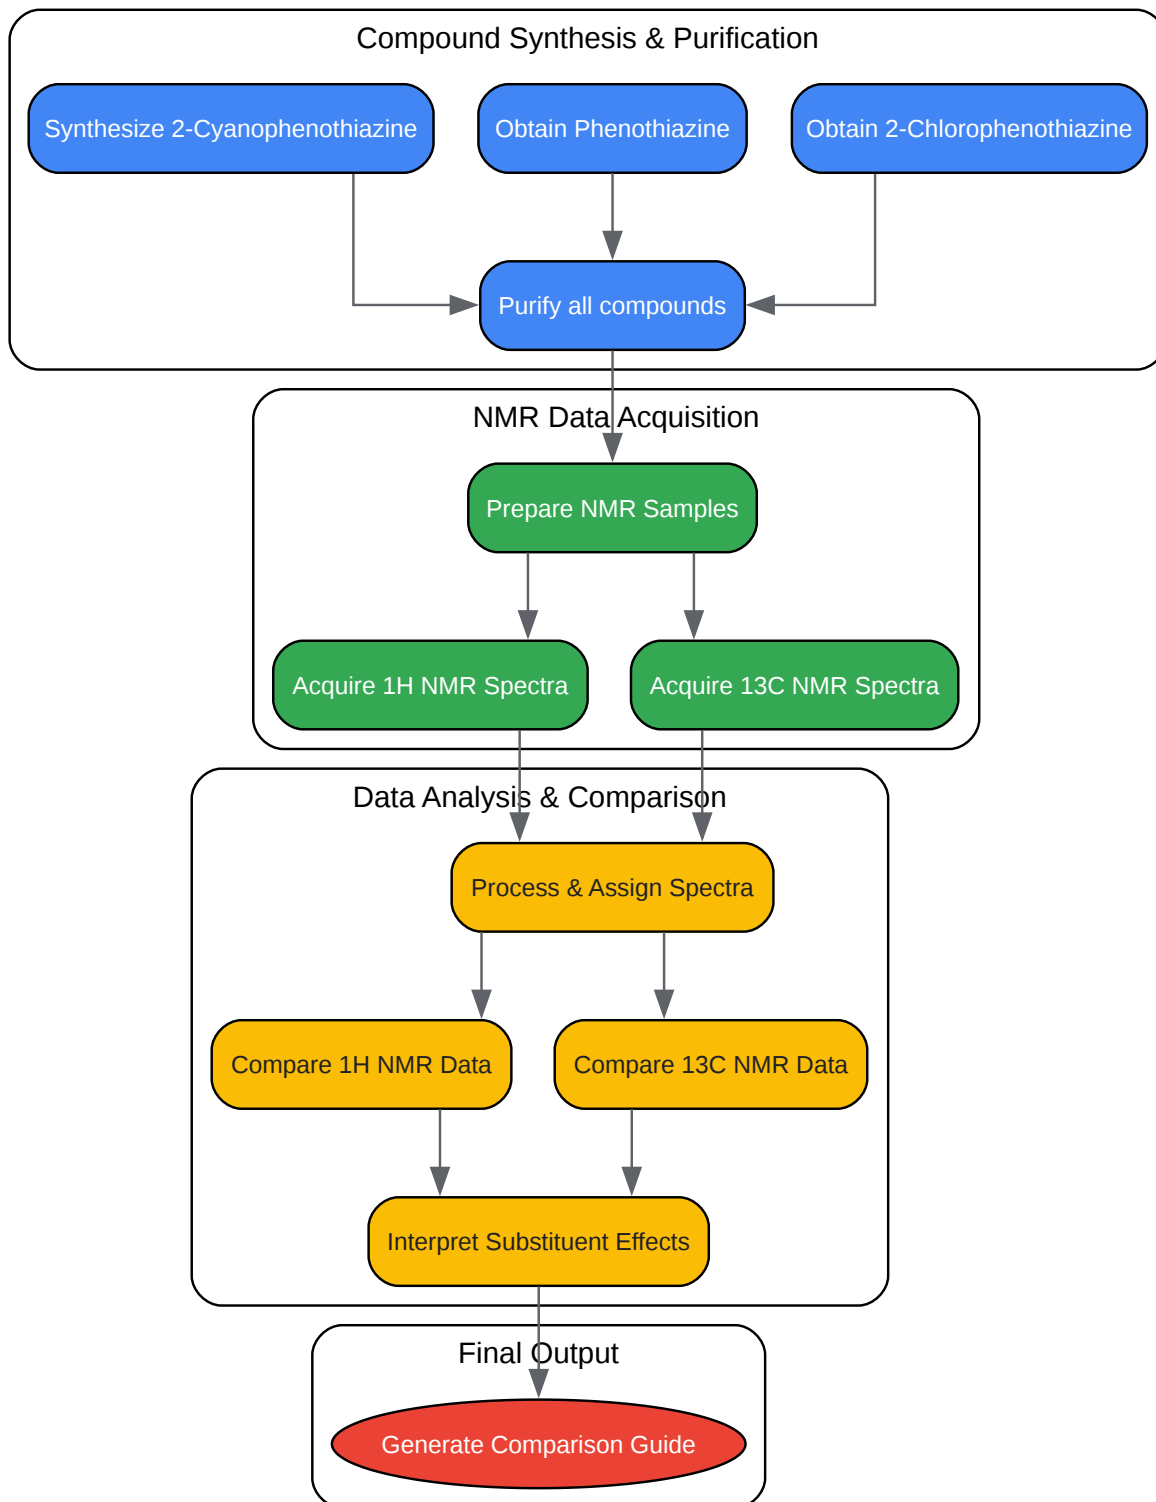 Compound Synthesis & Purification
Synthesize 2-Cyanophenothiazine
Obtain Phenothiazine
Obtain 2-Chlorophenothiazine
Purify all compounds
NMR Data Acquisition
Prepare NMR Samples
Acquire 1H NMR Spectra
Acquire 13C NMR Spectra
Data Analysis & Comparison
Process & Assign Spectra
Compare 1H NMR Data
Compare 13C NMR Data
Interpret Substituent Effects
Final Output
Generate Comparison Guide